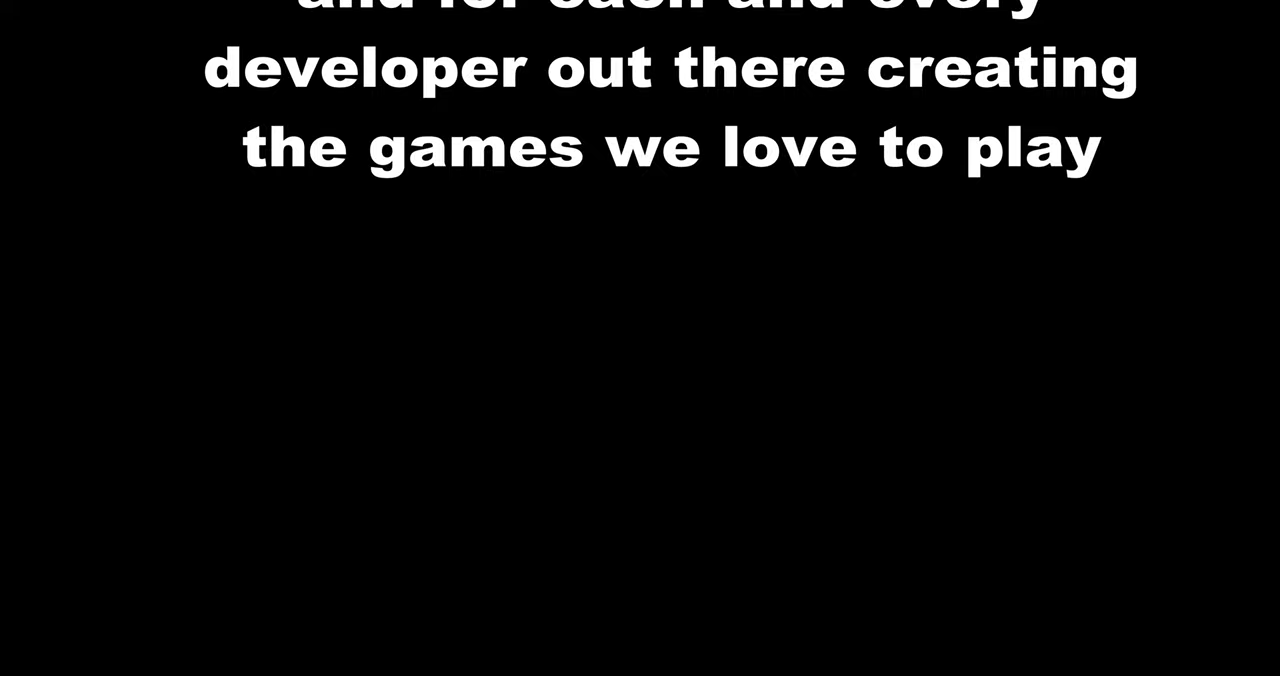 and for each and every
developer out there creating
the games we love to play